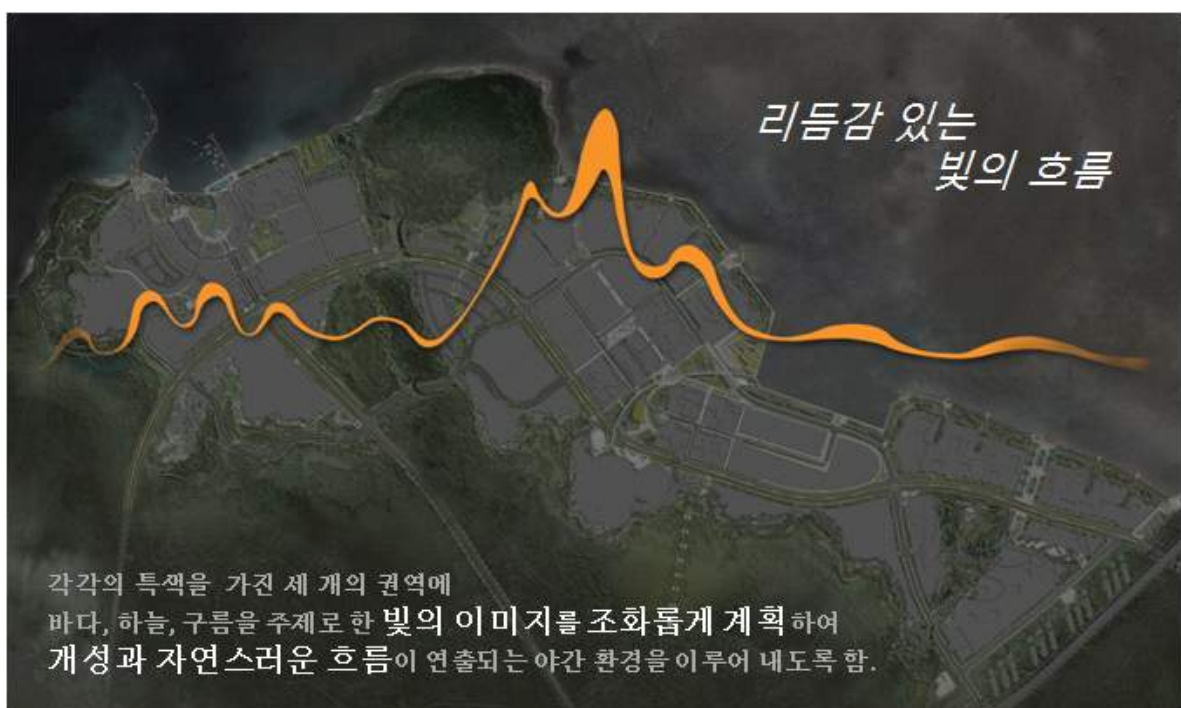 리듬감 있는
빛의 흐름
각각의 특색을 가진 세 개의 권역에
바다, 하늘, 구름을 주제로 한 빛의 이미지를 조화롭게 계획하여
개성과 자연스러운 흐름이 연출되는 야간 환경을 이루어 내도록 함.